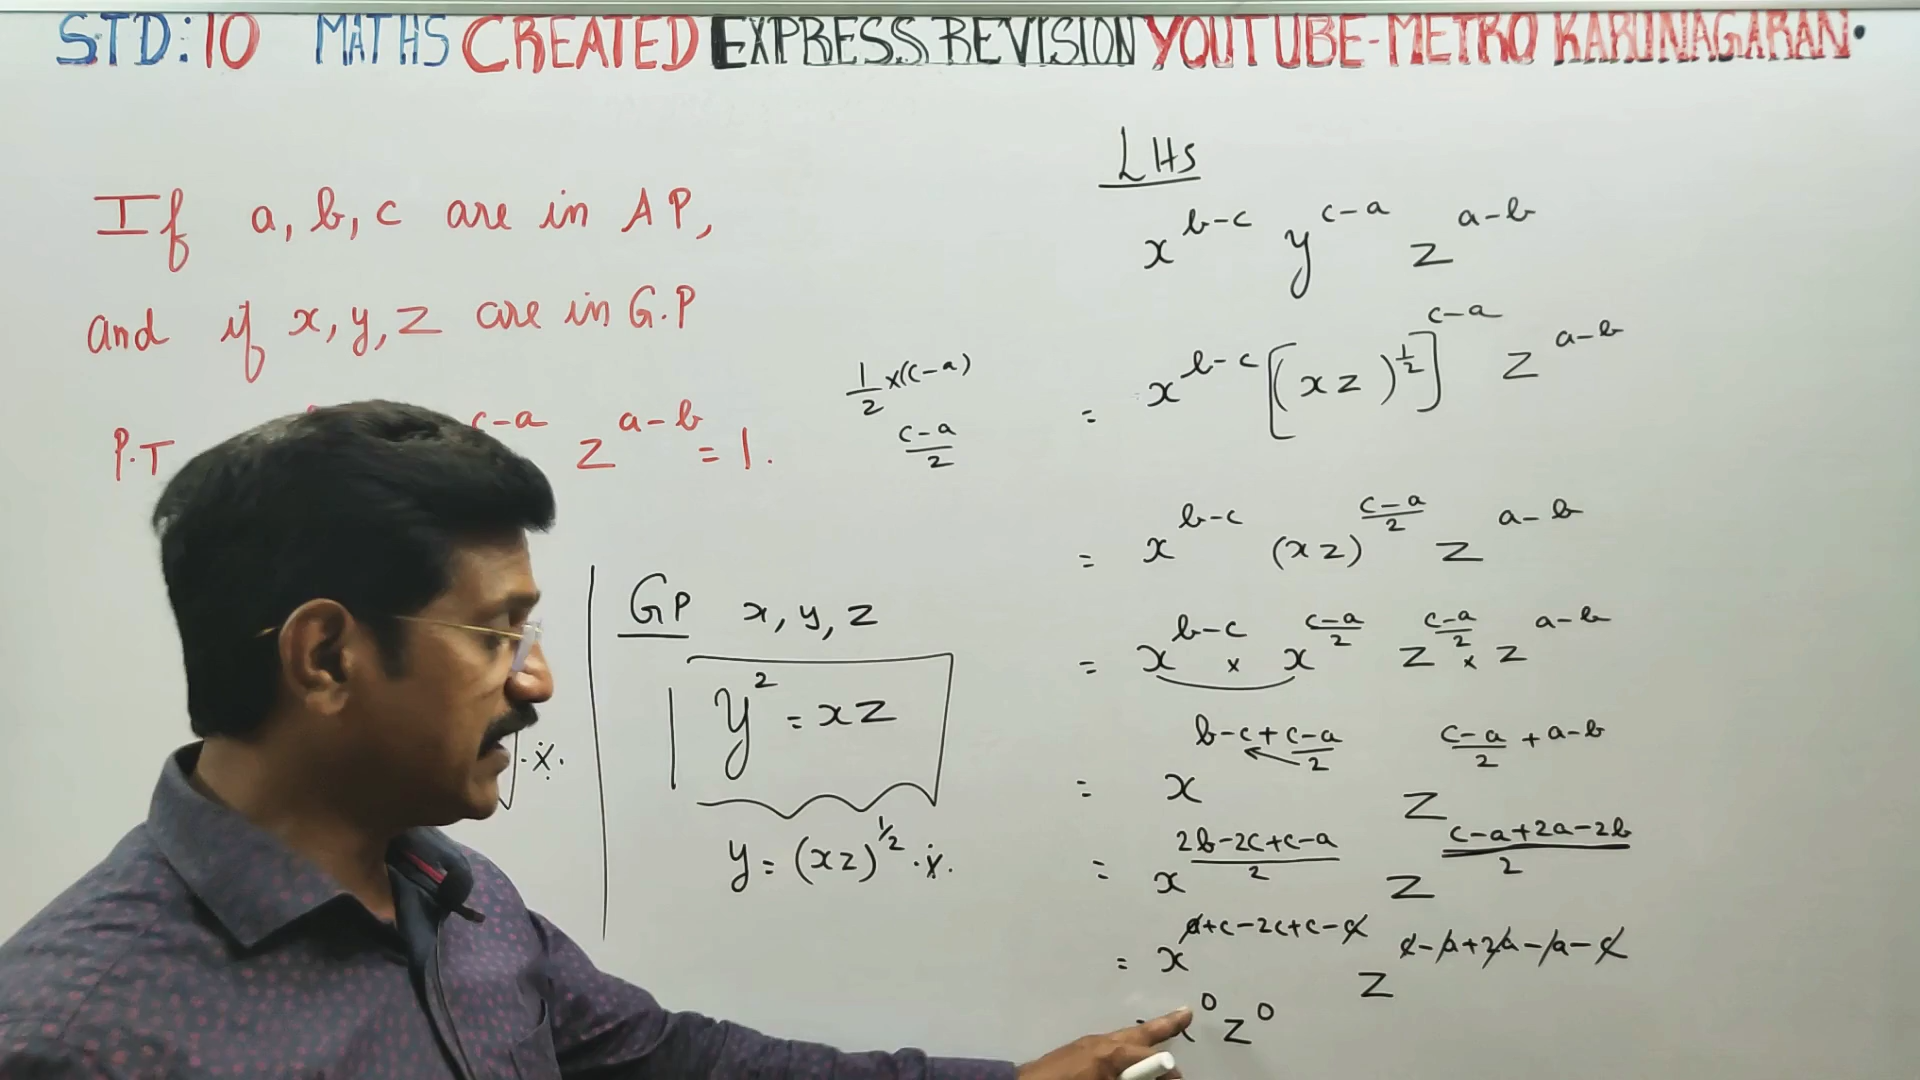 STD: 10 MATHS CREATED EXPRESS REVISION YOUTUBE-METRO KARUNAGARAN.
If a, b, c are in AP,
and if x, y, z are in G.P
P.T c-a z^a-b = 1.
1/2 x(c-a)
c-a/2
GP x, y, z
y² = xz
y = (xz)^1/2 .x.
.x.
LHS
x^b-c y^c-a z^a-b
= x^b-c [(xz)^1/2]^c-a z^a-b
= x^b-c (xz)^c-a/2 z^a-b
= x^b-c × x^c-a/2 z^c-a/2 × z^a-b
= x^b-c+c-a/2 z^c-a/2+a-b
= x^2b-2c+c-a/2 z^c-a+2a-2b/2
= x^a+c-2c+c-a z^c-a+2a-a-c
= x^0 z^0